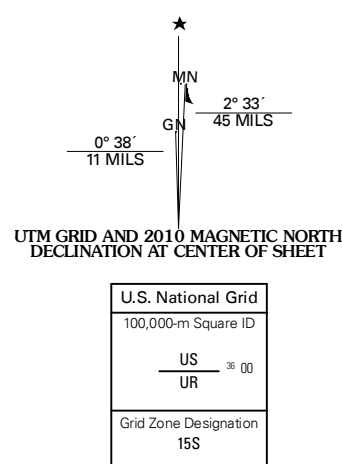 ★
MN
2° 33´
45 MILS
GN
0° 38´
11 MILS
UTM GRID AND 2010 MAGNETIC NORTH
DECLINATION AT CENTER OF SHEET
U.S. National Grid
100,000-m Square ID
US
36 00
UR
Grid Zone Designation
15S